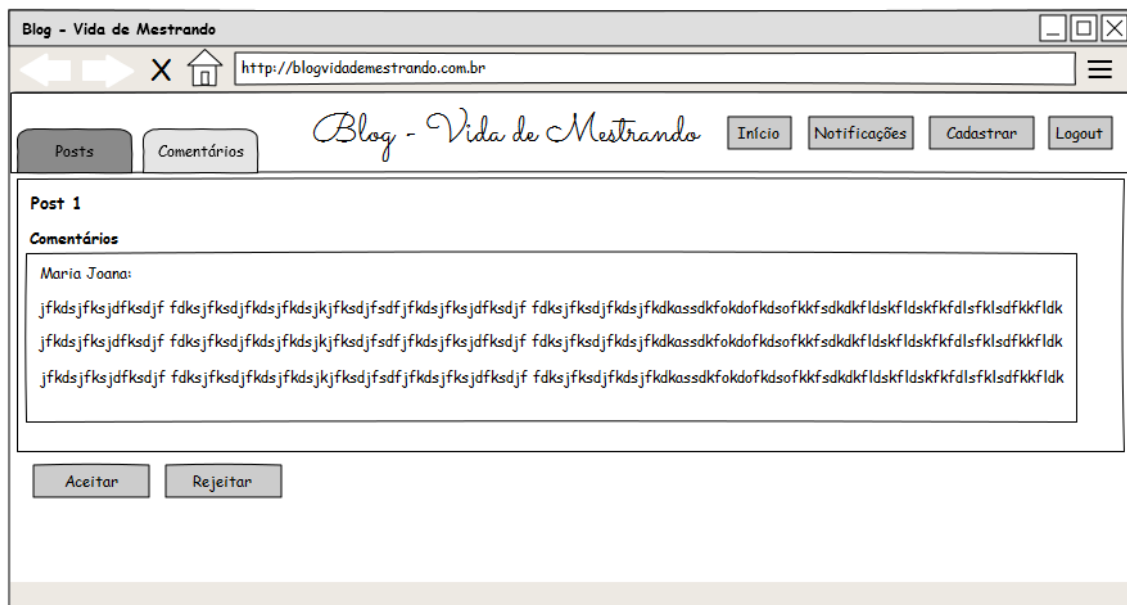 Blog - Vida de Mestrando
http://blogvidademestrando.com.br
Posts
Comentários
Blog - Vida de Mestrando
Início
Notificações
Cadastrar
Logout
Post 1
Comentários
Maria Joana:
jfkdsjfksjdfksdjf fdksjfksdjfkdsjfkdsjkjfksdjfsdfjfkdsjfksjdfksdjf fdksjfksdjfkdsjfkdkassdkfokdofkdsofkkfsdkdkfldskfldskfkfdlsfklsdfkkfldk
jfkdsjfksjdfksdjf fdksjfksdjfkdsjfkdsjkjfksdjfsdfjfkdsjfksjdfksdjf fdksjfksdjfkdsjfkdkassdkfokdofkdsofkkfsdkdkfldskfldskfkfdlsfklsdfkkfldk
jfkdsjfksjdfksdjf fdksjfksdjfkdsjfkdsjkjfksdjfsdfjfkdsjfksjdfksdjf fdksjfksdjfkdsjfkdkassdkfokdofkdsofkkfsdkdkfldskfldskfkfdlsfklsdfkkfldk
Aceitar
Rejeitar